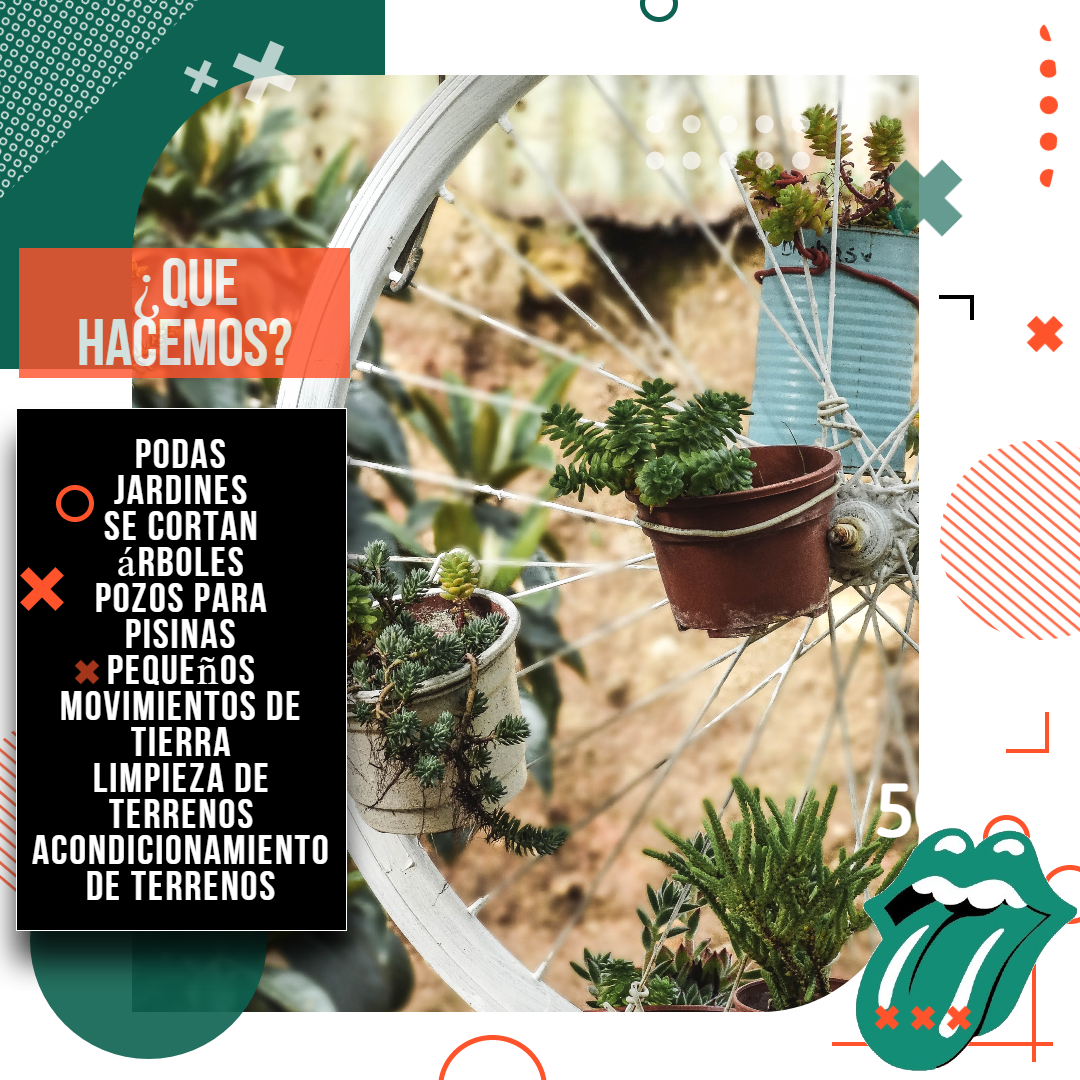 ¿QUE
HACEMOS?
PODAS
JARDINES
SE CORTAN
áRBOLES
POZOS PARA
PISINAS
PEQUEñOS
MOVIMIENTOS DE
TIERRA
LIMPIEZA DE
TERRENOS
ACONDICIONAMIENTO
DE TERRENOS